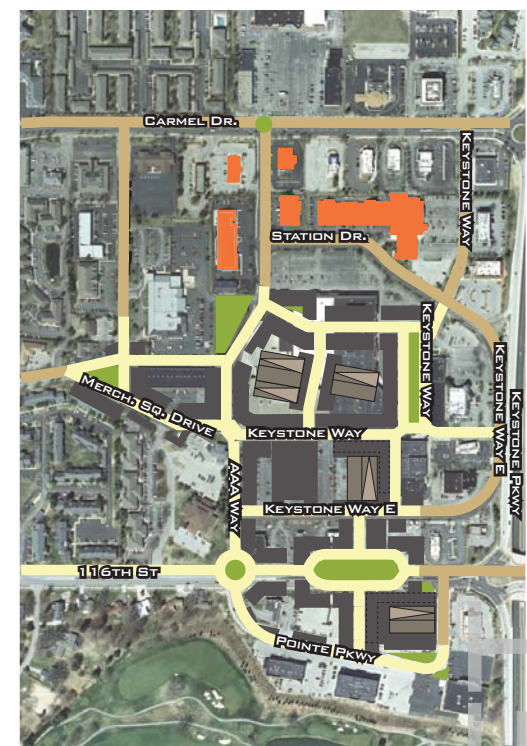 Carmel Dr.
Keystone Way
Station Dr.
Keystone Way
Keystone Way E
Keystone Pkwy
Merch. Sq. Drive
Keystone Way
AAA Way
Keystone Way E
116th St
Pointe Pkwy